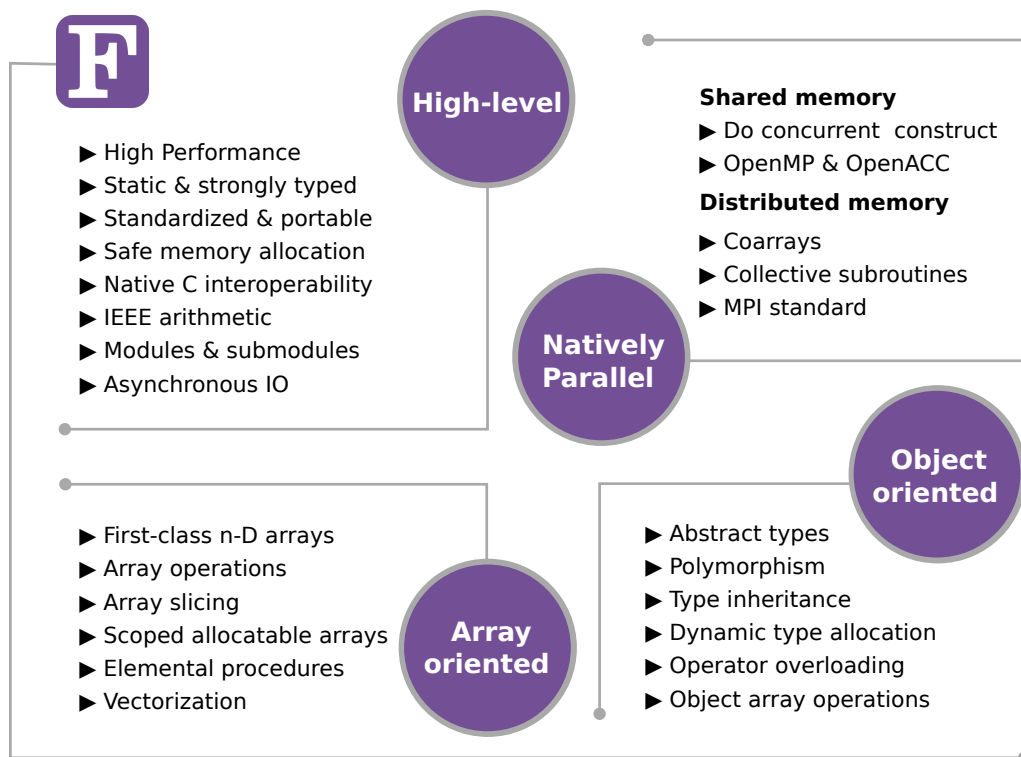 F
High-level
▶ High Performance
▶ Static & strongly typed
▶ Standardized & portable
▶ Safe memory allocation
▶ Native C interoperability
▶ IEEE arithmetic
▶ Modules & submodules
▶ Asynchronous IO
Natively
Parallel
Shared memory
▶ Do concurrent  construct
▶ OpenMP & OpenACC
Distributed memory
▶ Coarrays
▶ Collective subroutines
▶ MPI standard
Array
oriented
▶ First-class n-D arrays
▶ Array operations
▶ Array slicing
▶ Scoped allocatable arrays
▶ Elemental procedures
▶ Vectorization
Object
oriented
▶ Abstract types
▶ Polymorphism
▶ Type inheritance
▶ Dynamic type allocation
▶ Operator overloading
▶ Object array operations